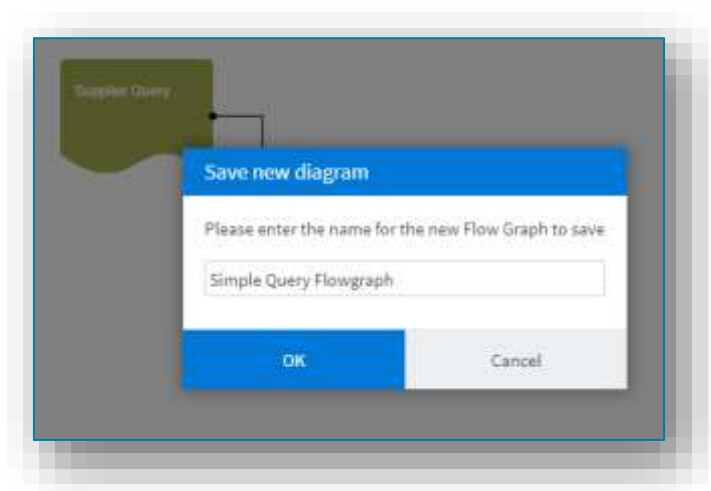 Supplier Query
Save new diagram
Please enter the name for the new Flow Graph to save
Simple Query Flowgraph
OK
Cancel